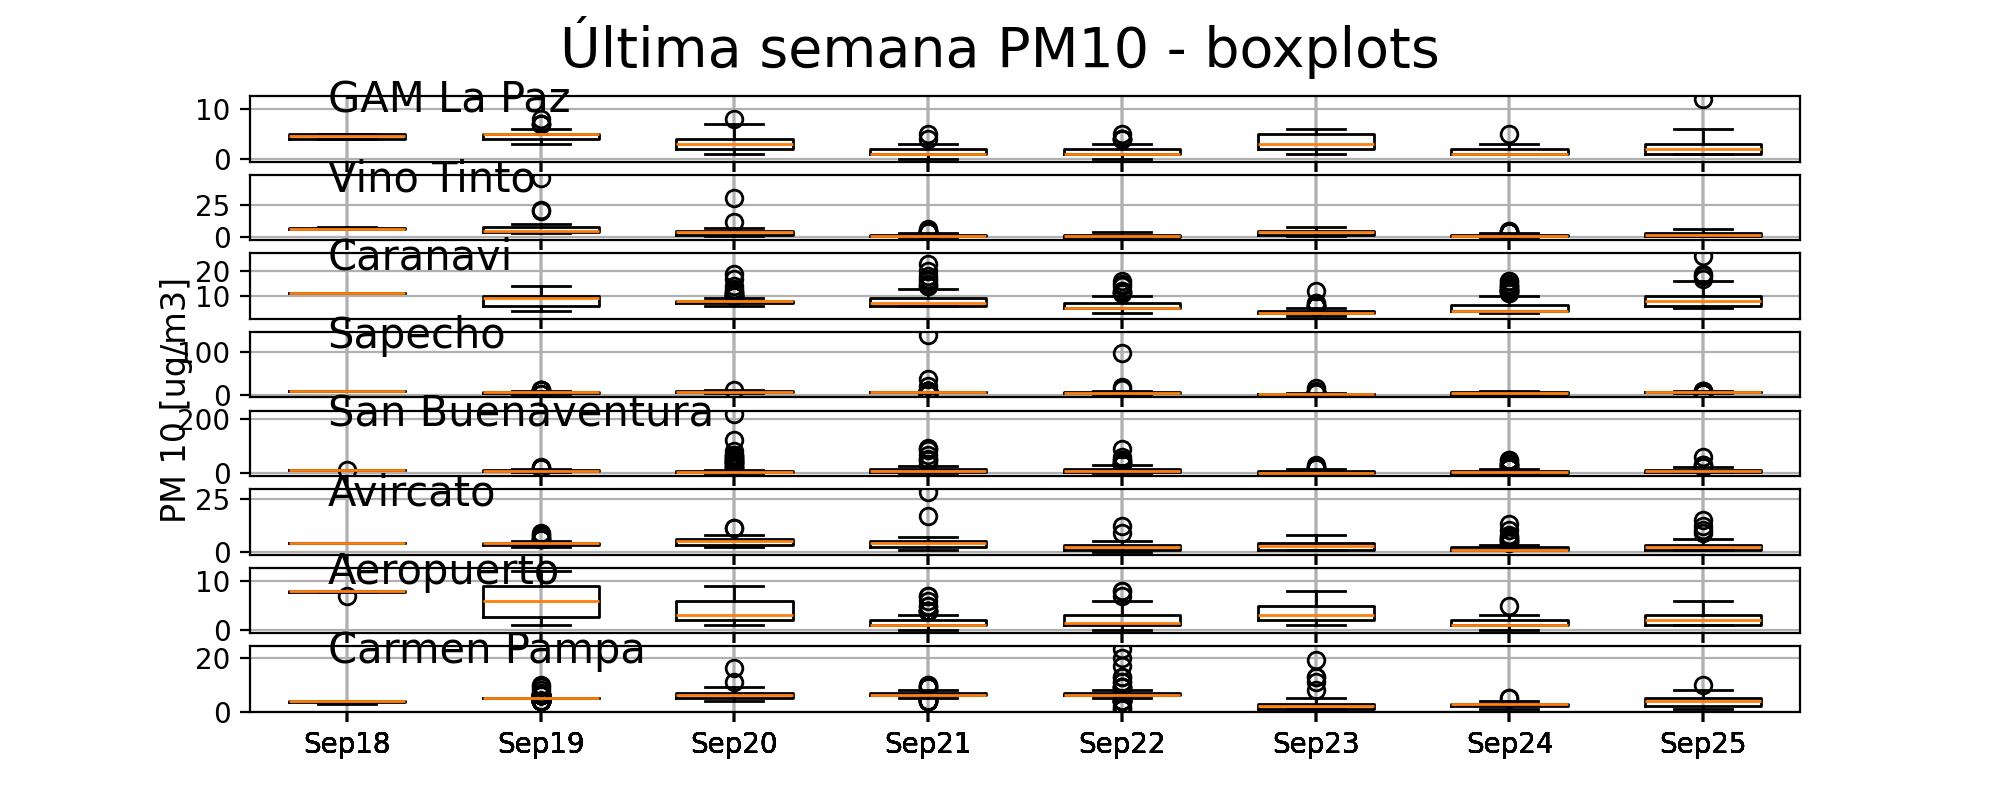 Última semana PM10 - boxplots
GAM La Paz
10
0
Vino Tinto
25
0
Caranavi
20
10
Sapecho
100
0
San Buenaventura
200
0
Avircato
25
0
Aeropuerto
10
0
Carmen Pampa
20
0
PM 10 [ug/m3]
Sep18 Sep19 Sep20 Sep21 Sep22 Sep23 Sep24 Sep25